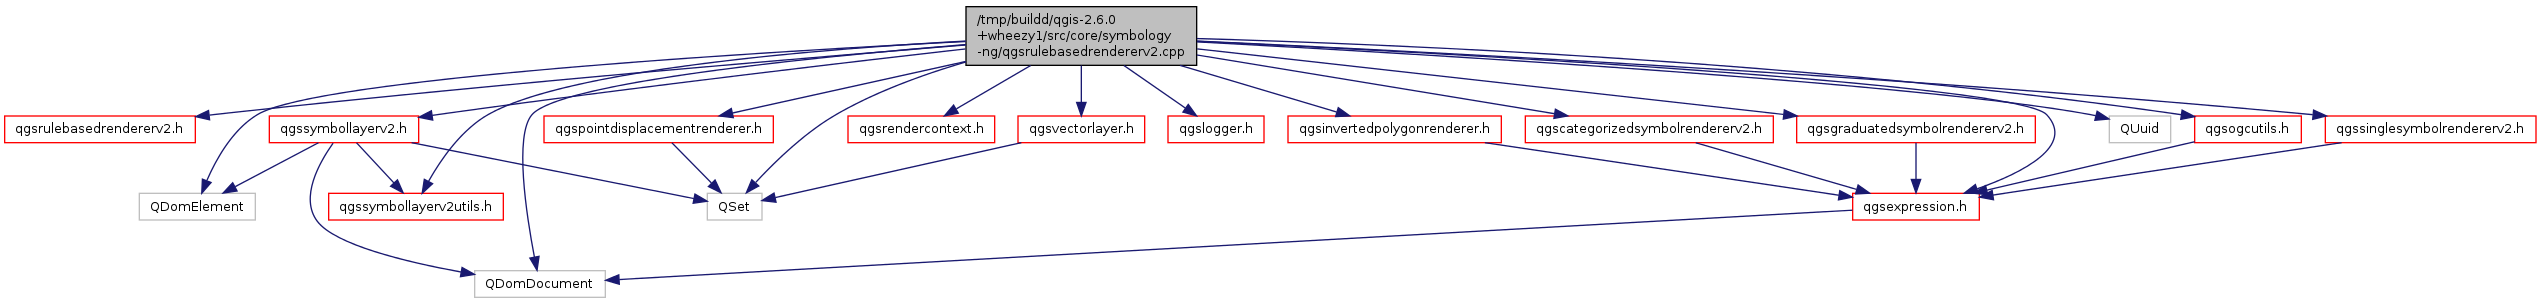 /tmp/buildd/qgis-2.6.0
+wheezy1/src/core/symbology
-ng/qgsrulebasedrendererv2.cpp
qgsrulebasedrendererv2.h
qgssymbollayerv2.h
qgspointdisplacementrenderer.h
qgsrendercontext.h
qgsvectorlayer.h
qgslogger.h
qgsinvertedpolygonrenderer.h
qgscategorizedsymbolrendererv2.h
qgsgraduatedsymbolrendererv2.h
QUuid
qgsogcutils.h
qgssinglesymbolrendererv2.h
QDomElement
qgssymbollayerv2utils.h
QSet
qgsexpression.h
QDomDocument